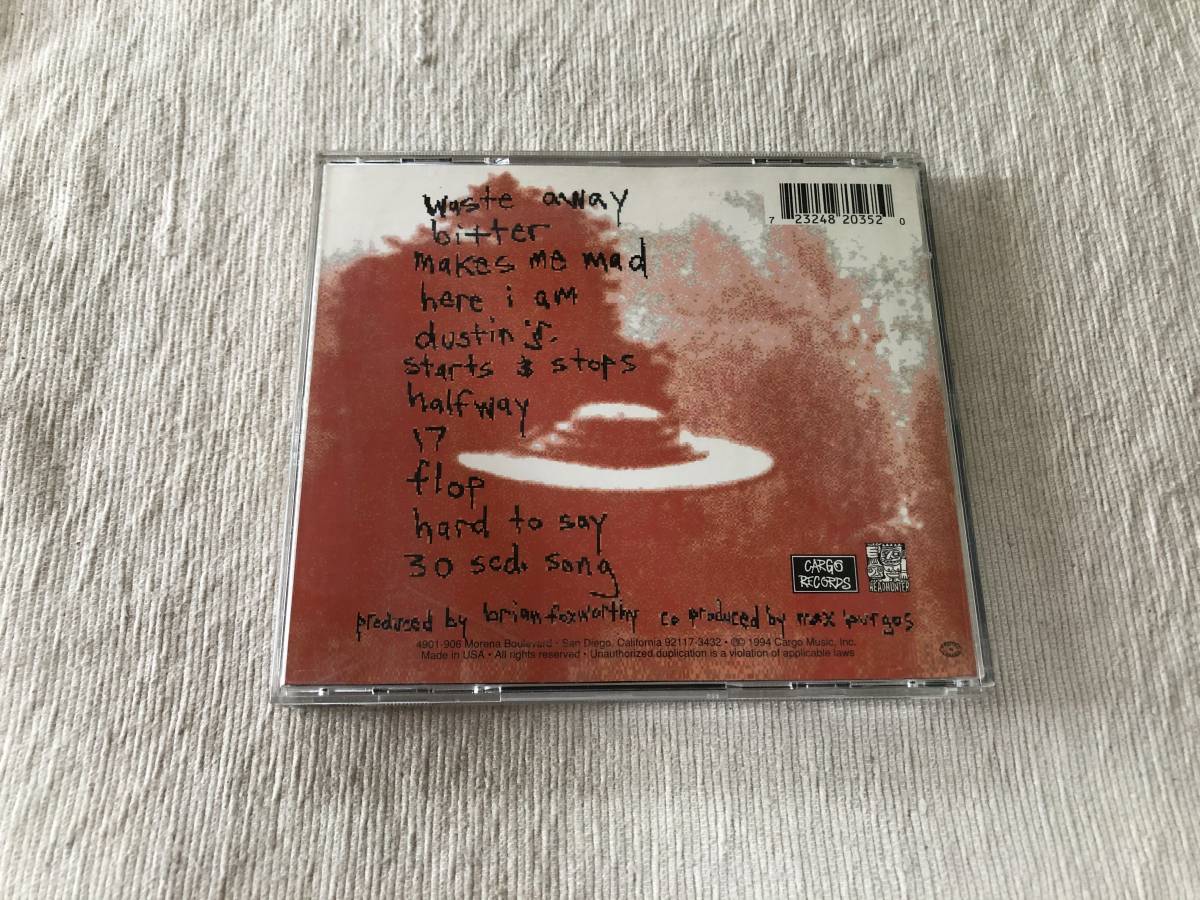 waste away
bitter
makes me mad
here i am
dustin's.
starts & stops
halfway
17
flop
hard to say
30 scd. song
7 23248 20352 0
CARGO
RECORDS
HEADHUNTER
produced by brian foxworthy co produced by max burgos
4901-906 Morena Boulevard • San Diego, California 92117-3432 • ℗© 1994 Cargo Music, Inc.
Made in USA • All rights reserved • Unauthorized duplication is a violation of applicable laws